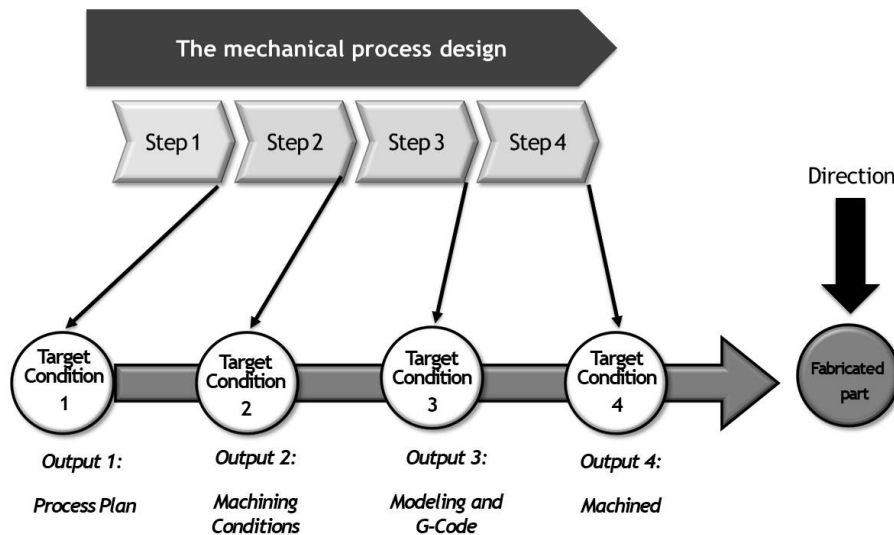 The mechanical process design
Step 1
Step 2
Step 3
Step 4
Direction
Target
Condition
1
Target
Condition
2
Target
Condition
3
Target
Condition
4
Fabricated
part
Output 1:
Process Plan
Output 2:
Machining
Conditions
Output 3:
Modeling and
G-Code
Output 4:
Machined